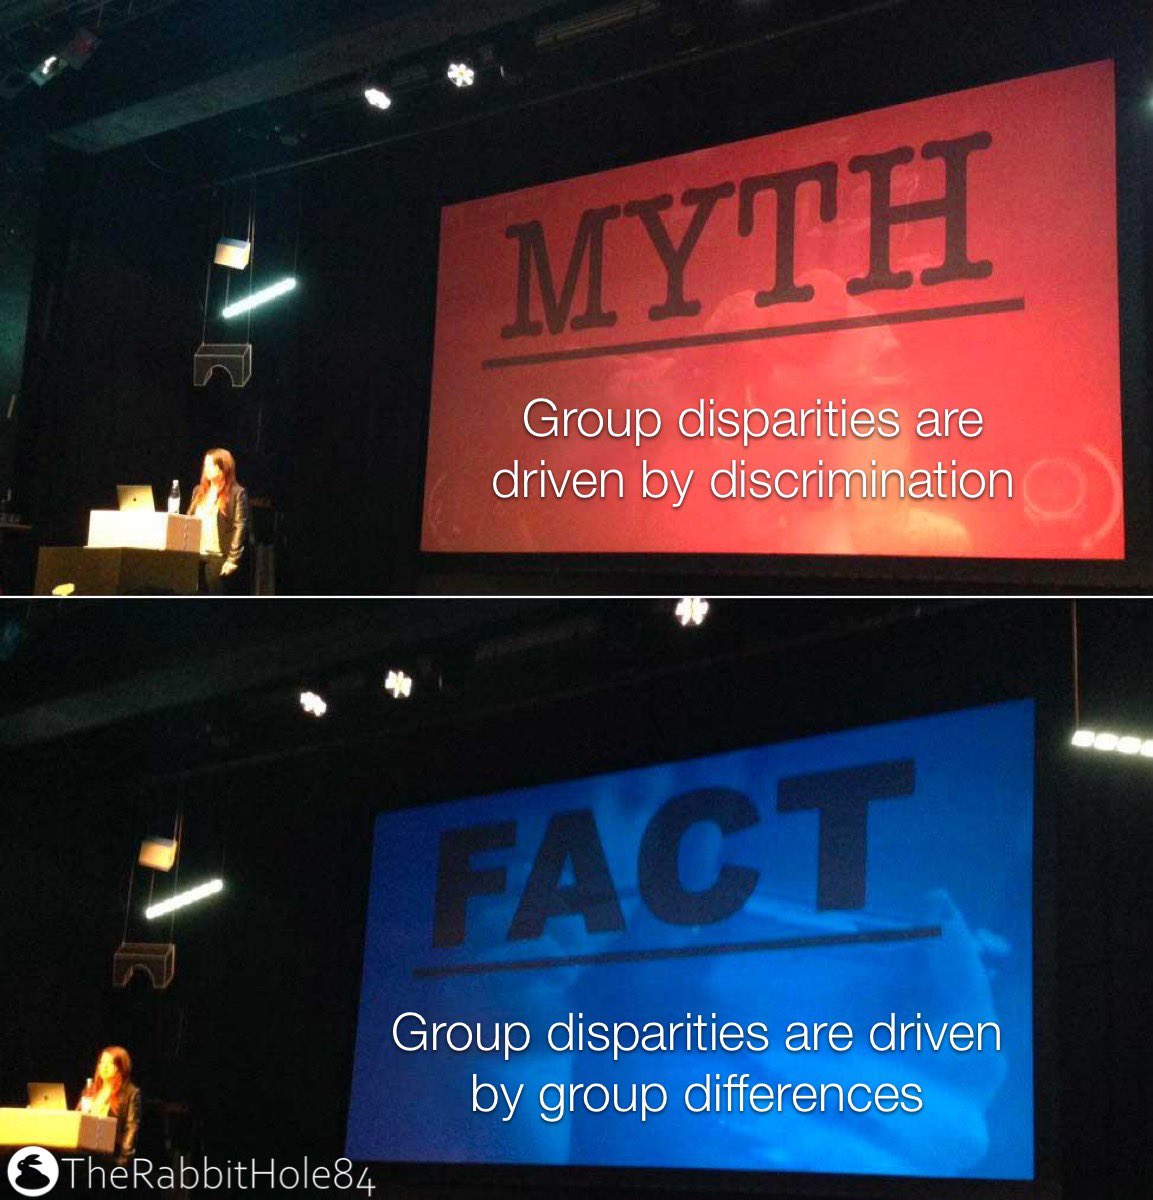 MYTH
Group disparities are
driven by discrimination
FACT
Group disparities are driven
by group differences
TheRabbitHole84